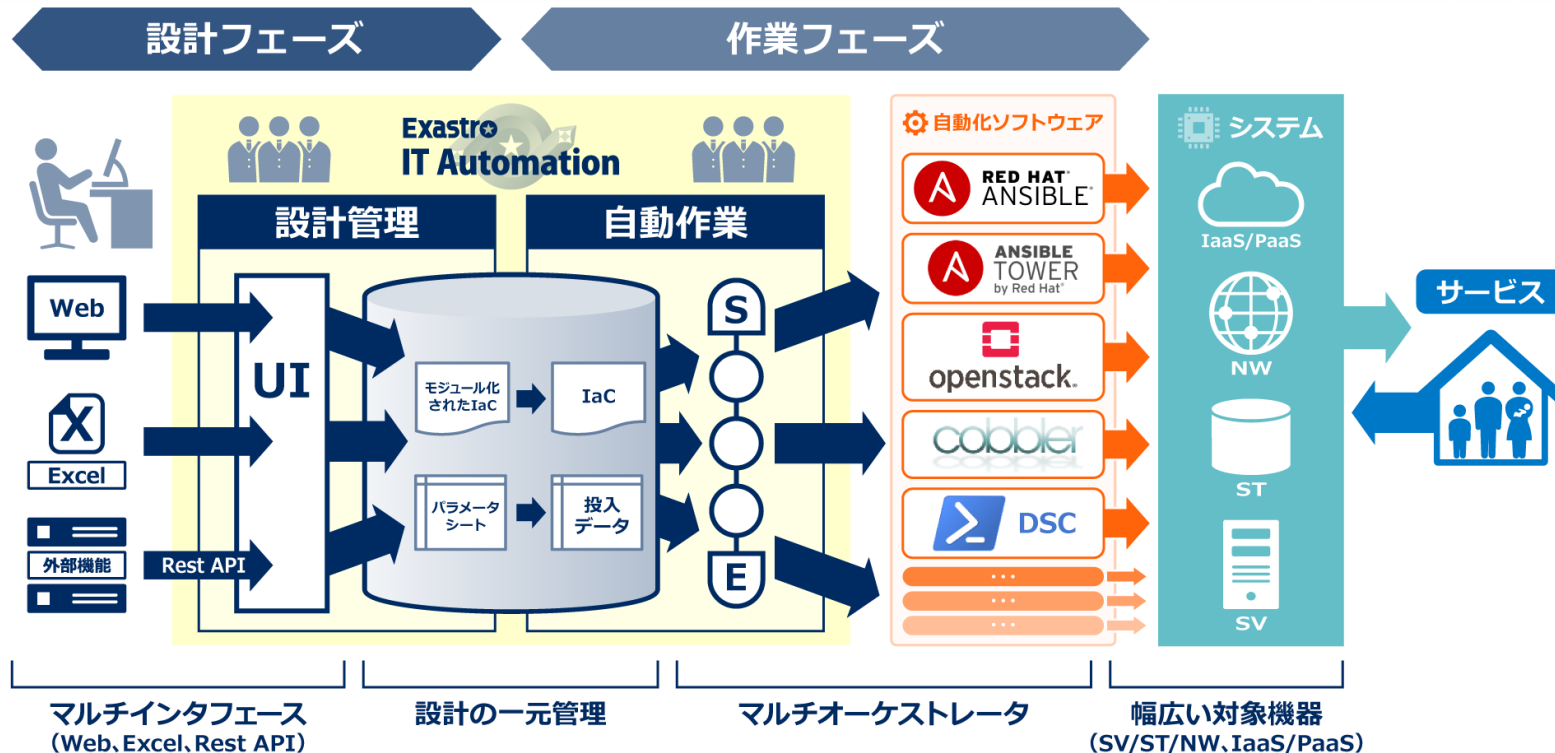 設計フェーズ
作業フェーズ
Exastro
IT Automation
設計管理
自動作業
Web
Excel
外部機能
Rest API
UI
モジュール化
されたIaC
IaC
パラメータ
シート
投入
データ
S
E
自動化ソフトウェア
RED HAT®
ANSIBLE®
ANSIBLE
TOWER
by Red Hat®
openstack.
cobbler
DSC
...
...
...
システム
IaaS/PaaS
NW
ST
SV
サービス
マルチインタフェース
（Web、Excel、Rest API）
設計の一元管理
マルチオーケストレータ
幅広い対象機器
（SV/ST/NW、IaaS/PaaS）